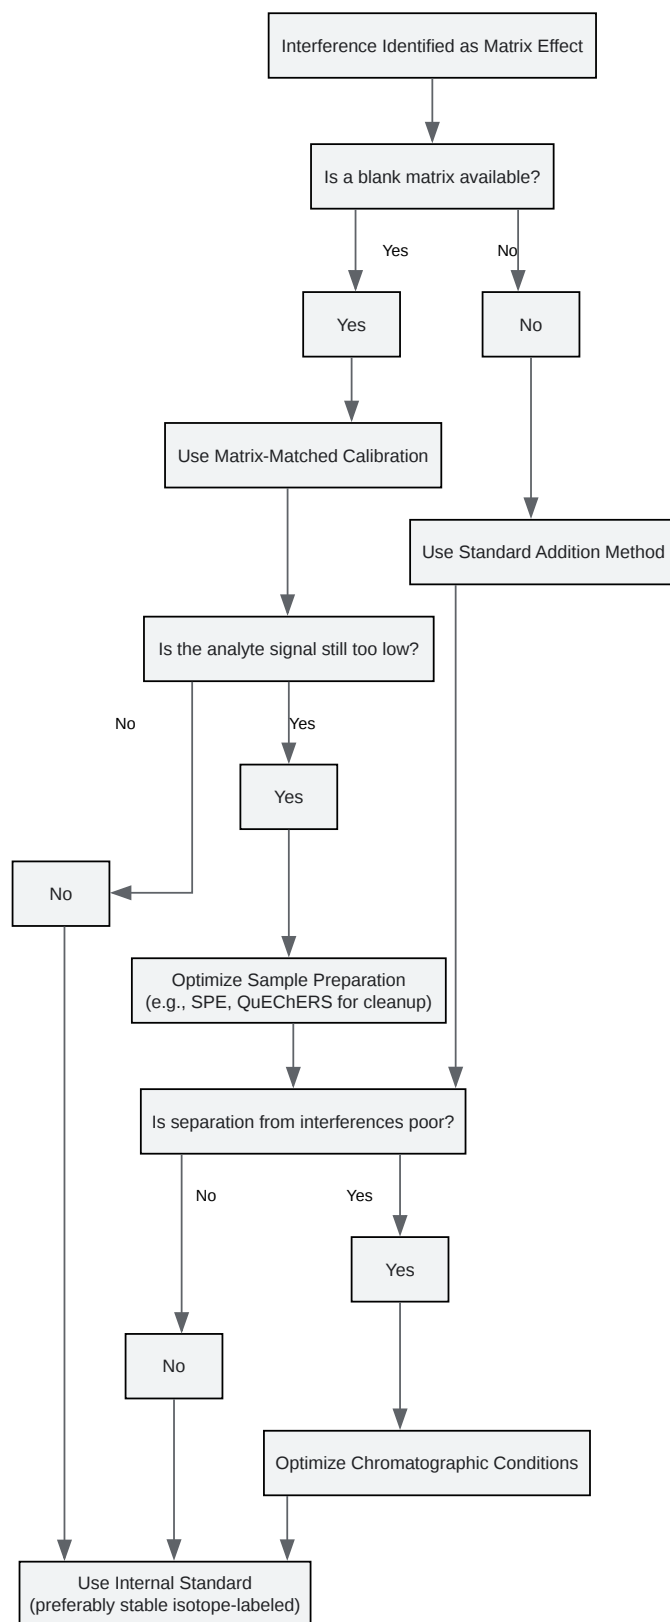 Interference Identified as Matrix Effect
Is a blank matrix available?
Yes
No
Yes
No
Use Matrix-Matched Calibration
Use Standard Addition Method
Is the analyte signal still too low?
No
Yes
Yes
No
Optimize Sample Preparation
(e.g., SPE, QuEChERS for cleanup)
Is separation from interferences poor?
No
Yes
Yes
No
Optimize Chromatographic Conditions
Use Internal Standard
(preferably stable isotope-labeled)